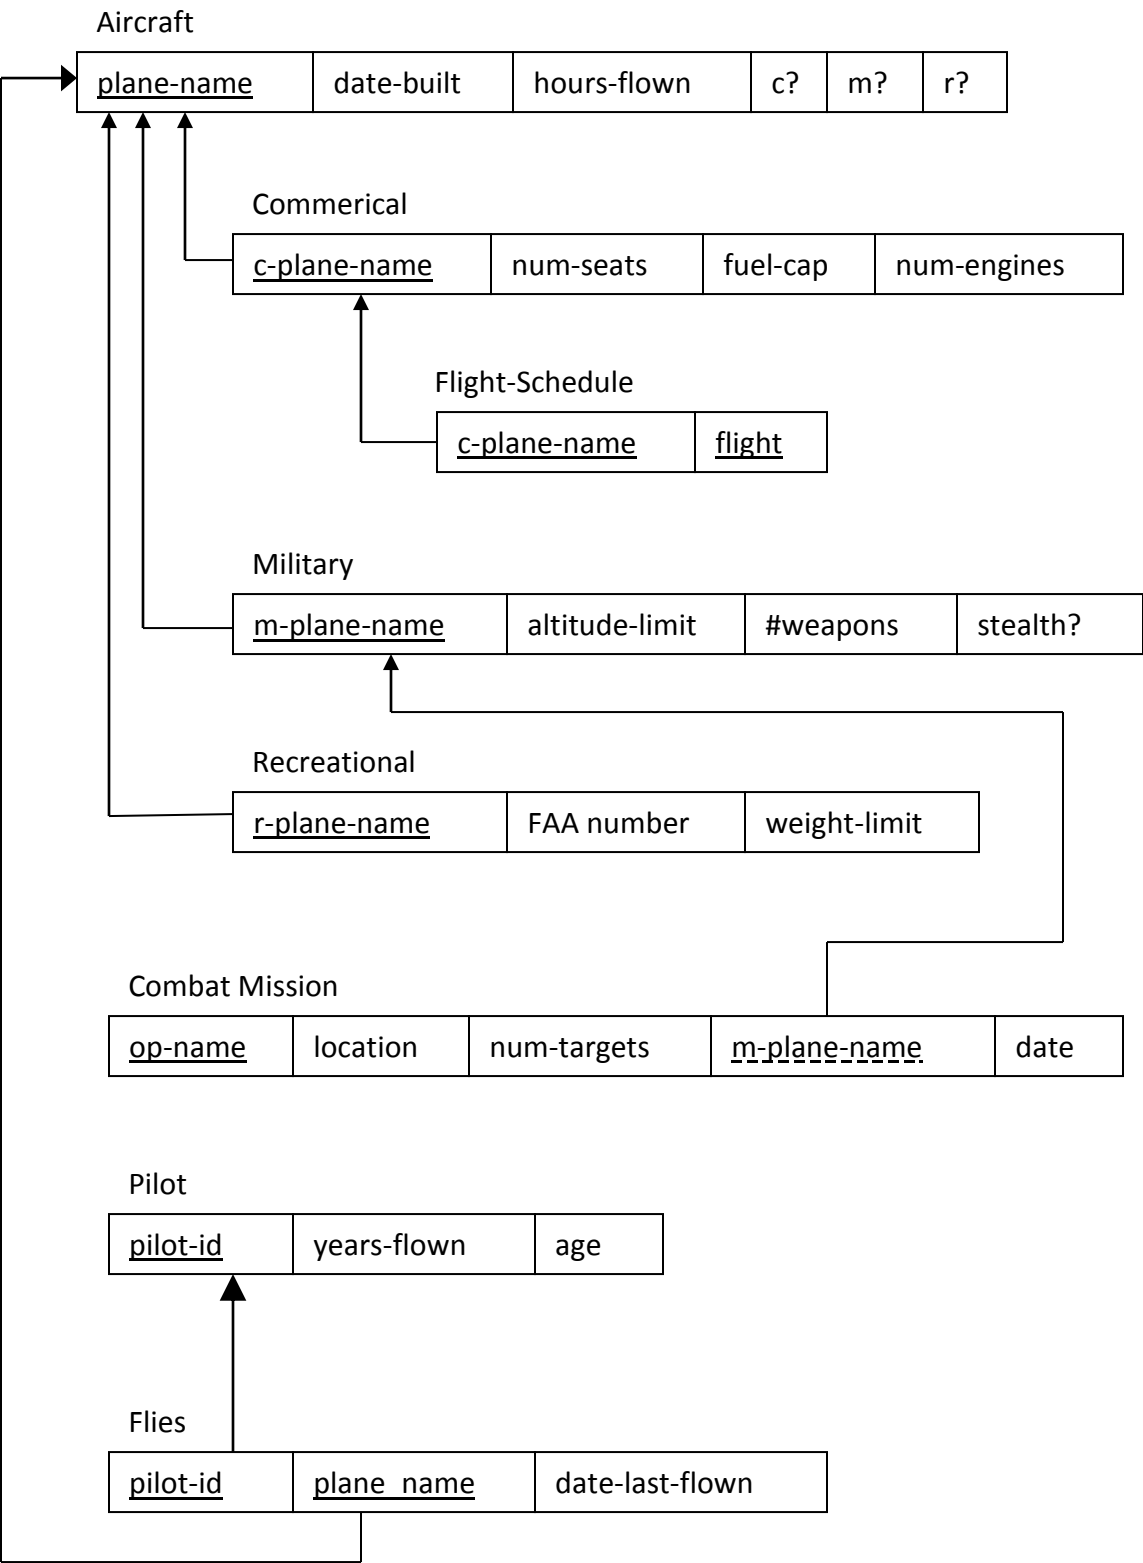 Aircraft
plane-name date-built hours-flown c? m? r?
Commerical
c-plane-name num-seats fuel-cap num-engines
Flight-Schedule
c-plane-name flight
Military
m-plane-name altitude-limit #weapons stealth?
Recreational
r-plane-name FAA number weight-limit
Combat Mission
op-name location num-targets m-plane-name date
Pilot
pilot-id years-flown age
Flies
pilot-id plane_name date-last-flown